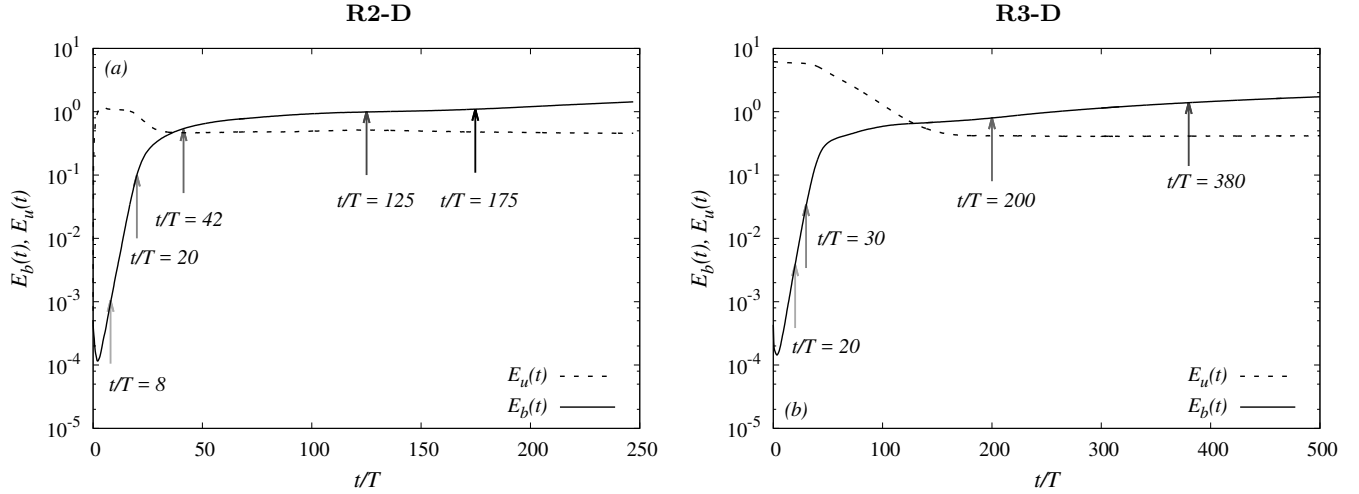 R2-D
R3-D
(a)
E_b(t), E_u(t)
10^1
10^0
10^-1
10^-2
10^-3
10^-4
10^-5
t/T = 8
t/T = 20
t/T = 42
t/T = 125
t/T = 175
E_u(t)
E_b(t)
0
50
100
150
200
250
t/T
E_b(t), E_u(t)
10^1
10^0
10^-1
10^-2
10^-3
10^-4
10^-5
t/T = 20
t/T = 30
t/T = 200
t/T = 380
(b)
E_u(t)
E_b(t)
0
100
200
300
400
500
t/T